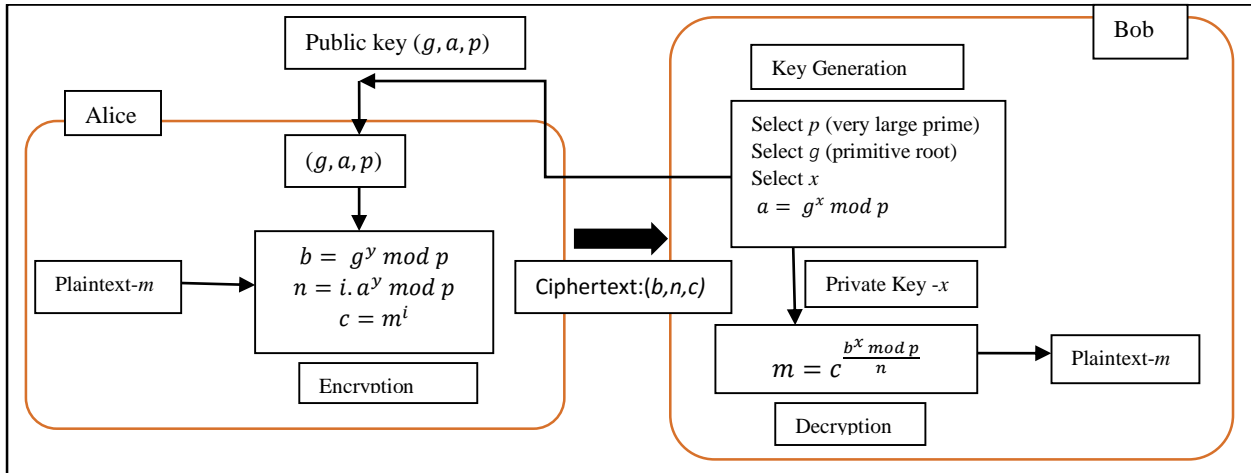 Public key (g, a, p)
Bob
Key Generation
Alice
(g, a, p)
Select p (very large prime)
Select g (primitive root)
Select x
a = g^x mod p
b = g^y mod p
n = i. a^y mod p
c = m^i
Plaintext-m
Ciphertext:(b,n,c)
Private Key -x
m = c^((b^x mod p)/n)
Plaintext-m
Encryption
Decryption